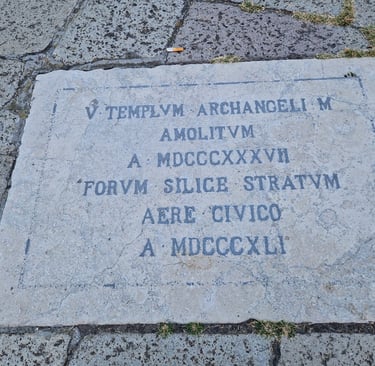 V TEMPLVM ARCHANGELI M
AMOLITVM
A MDCCCXXXVII
FORVM SILICE STRATVM
AERE CIVICO
A MDCCCXLI